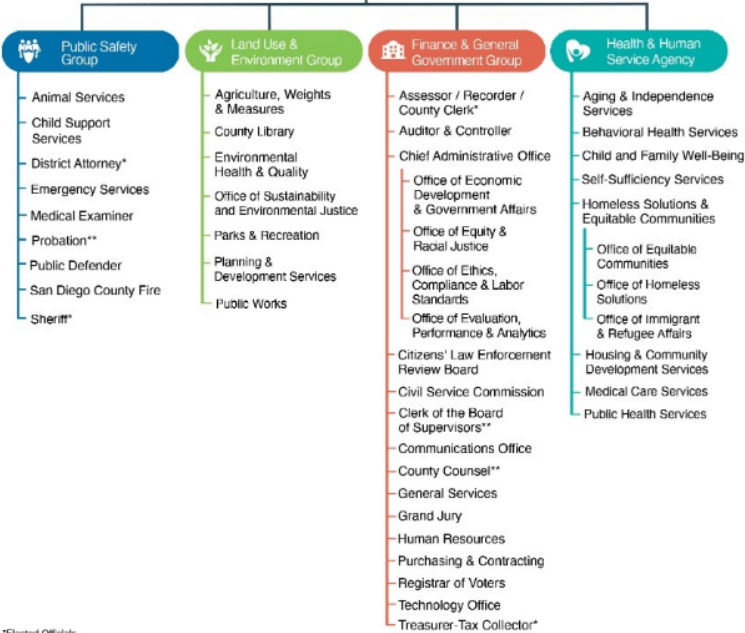 Public Safety
Group
Animal Services
Child Support
Services
District Attorney*
Emergency Services
Medical Examiner
Probation**
Public Defender
San Diego County Fire
Sheriff*
Land Use &
Environment Group
Agriculture, Weights
& Measures
County Library
Environmental
Health & Quality
Office of Sustainability
and Environmental Justice
Parks & Recreation
Planning &
Development Services
Public Works
Finance & General
Government Group
Assessor / Recorder /
County Clerk*
Auditor & Controller
Chief Administrative Office
Office of Economic
Development
& Government Affairs
Office of Equity &
Racial Justice
Office of Ethics,
Compliance & Labor
Standards
Office of Evaluation,
Performance & Analytics
Citizens' Law Enforcement
Review Board
Civil Service Commission
Clerk of the Board
of Supervisors**
Communications Office
County Counsel**
General Services
Grand Jury
Human Resources
Purchasing & Contracting
Registrar of Voters
Technology Office
Treasurer-Tax Collector*
Health & Human
Service Agency
Aging & Independence
Services
Behavioral Health Services
Child and Family Well-Being
Self-Sufficiency Services
Homeless Solutions &
Equitable Communities
Office of Equitable
Communities
Office of Homeless
Solutions
Office of Immigrant
& Refugee Affairs
Housing & Community
Development Services
Medical Care Services
Public Health Services
*Elected Officials